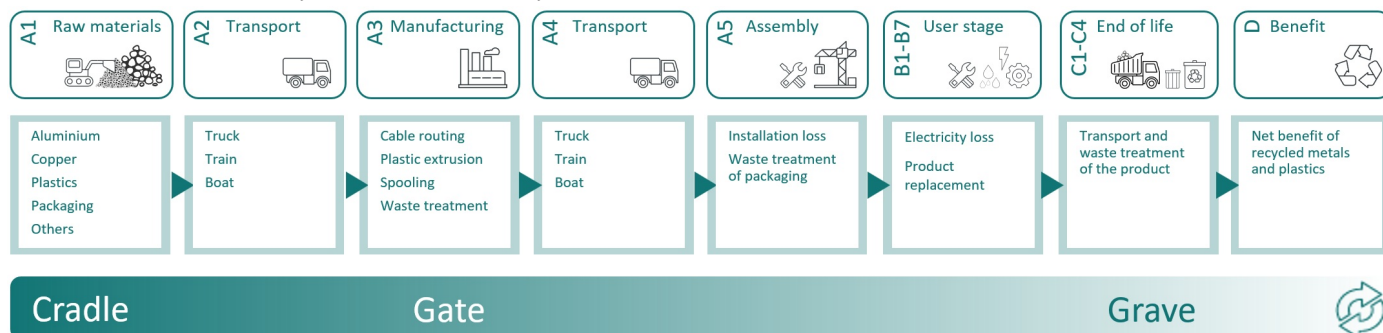 A1 Raw materials
A2 Transport
A3 Manufacturing
A4 Transport
A5 Assembly
B1-B7 User stage
C1-C4 End of life
D Benefit
Aluminium
Copper
Plastics
Packaging
Others
Truck
Train
Boat
Cable routing
Plastic extrusion
Spooling
Waste treatment
Truck
Train
Boat
Installation loss
Waste treatment
of packaging
Electricity loss
Product
replacement
Transport and
waste treatment
of the product
Net benefit of
recycled metals
and plastics
Cradle
Gate
Grave